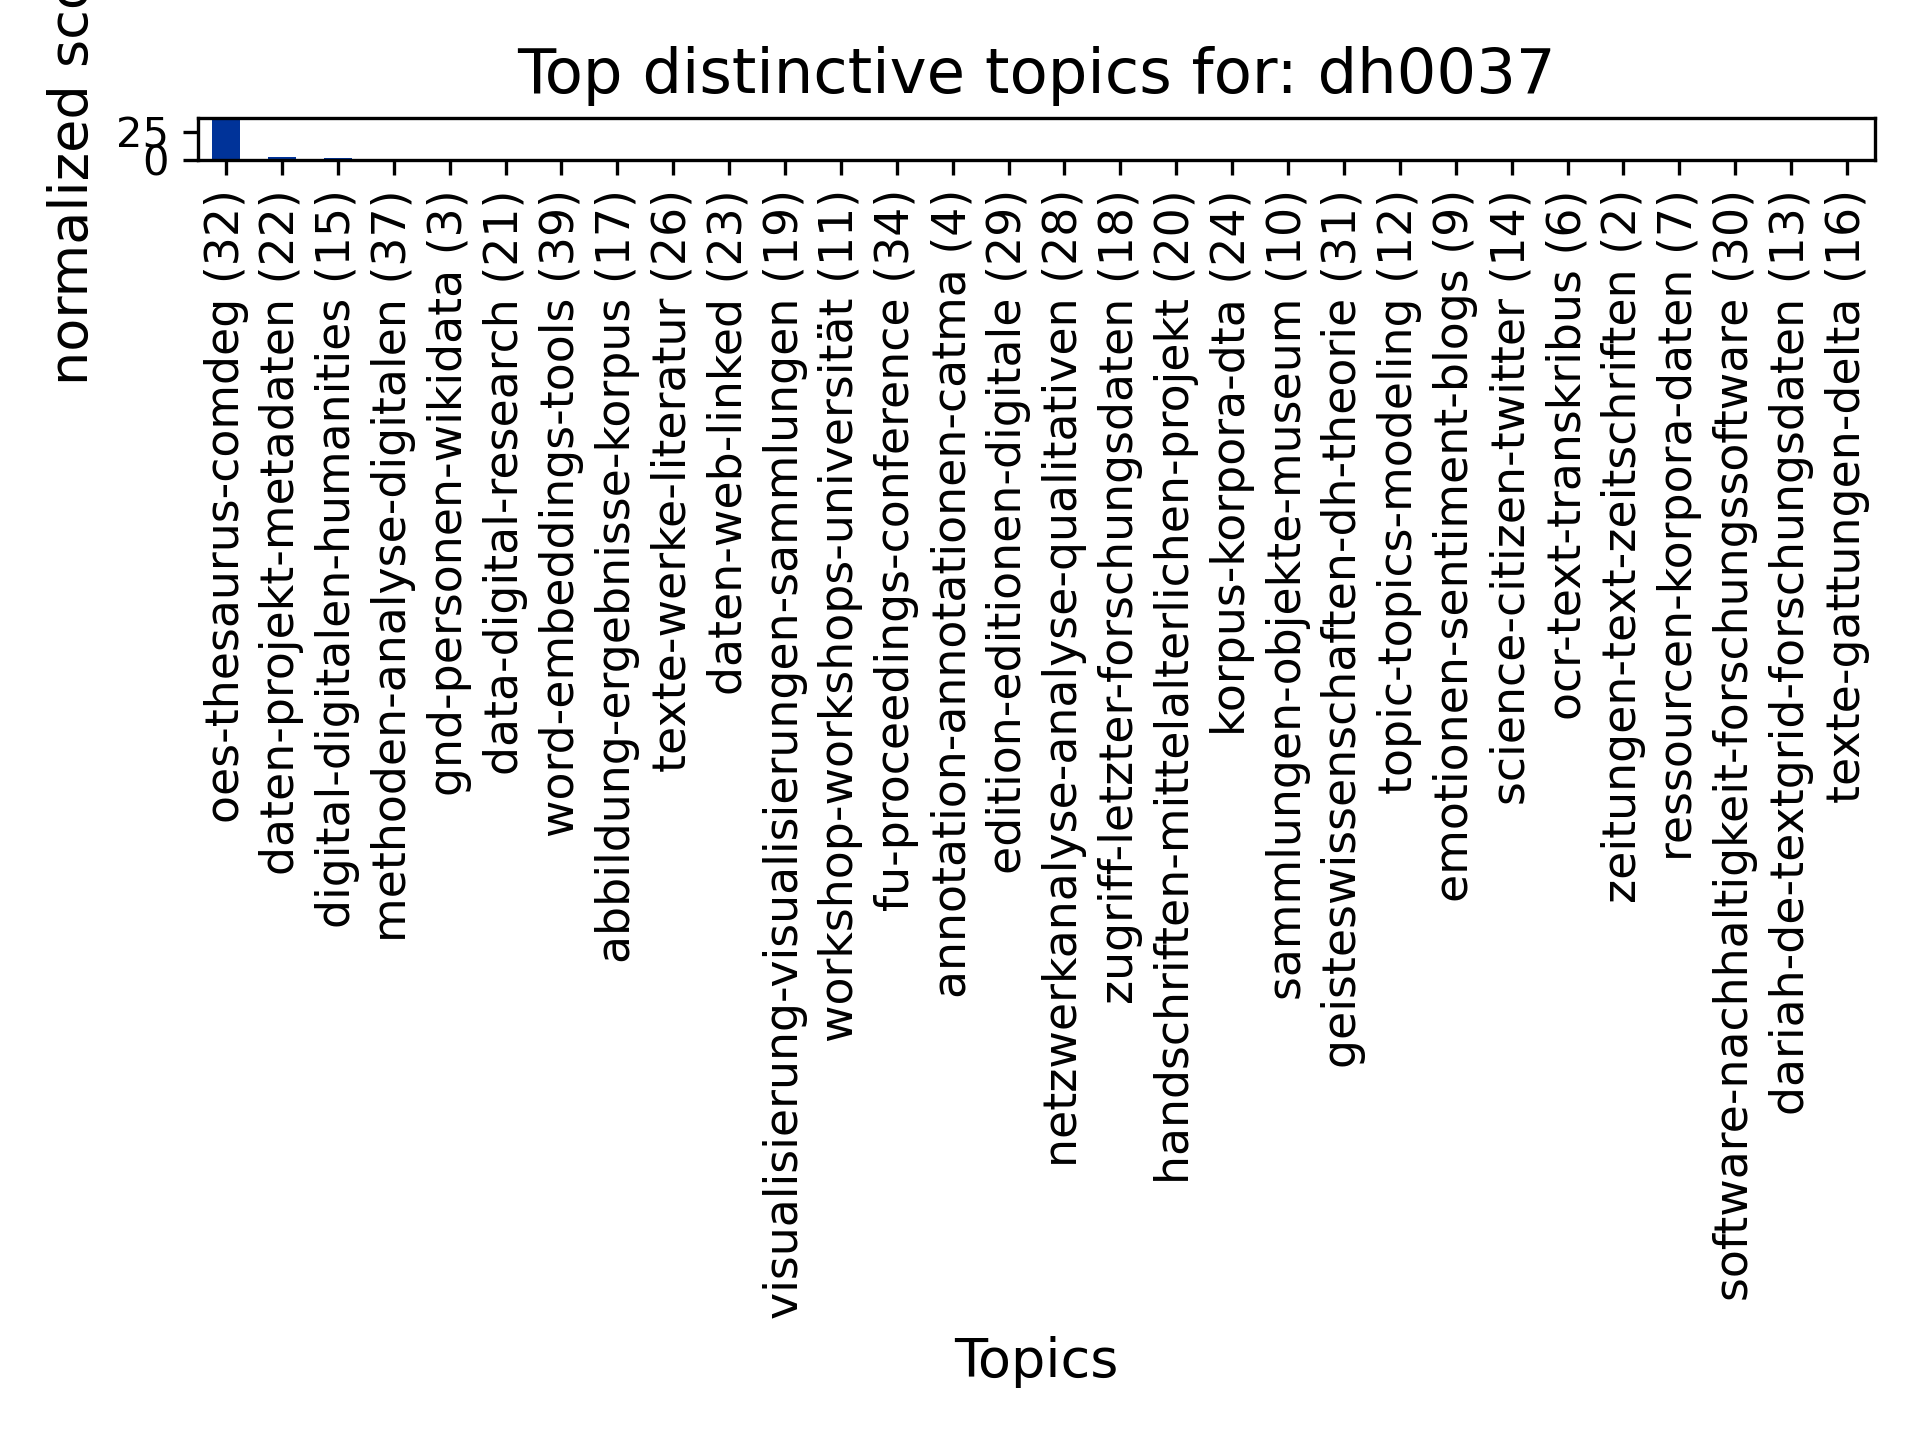 Top distinctive topics for: dh0037
normalized sco
25
0
oes-thesaurus-comdeg (32)
daten-projekt-metadaten (22)
digital-digitalen-humanities (15)
methoden-analyse-digitalen (37)
gnd-personen-wikidata (3)
data-digital-research (21)
word-embeddings-tools (39)
abbildung-ergebnisse-korpus (17)
texte-werke-literatur (26)
daten-web-linked (23)
visualisierung-visualisierungen-sammlungen (19)
workshop-workshops-universität (11)
fu-proceedings-conference (34)
annotation-annotationen-catma (4)
edition-editionen-digitale (29)
netzwerkanalyse-analyse-qualitativen (28)
zugriff-letzter-forschungsdaten (18)
handschriften-mittelalterlichen-projekt (20)
korpus-korpora-dta (24)
sammlungen-objekte-museum (10)
geisteswissenschaften-dh-theorie (31)
topic-topics-modeling (12)
emotionen-sentiment-blogs (9)
science-citizen-twitter (14)
ocr-text-transkribus (6)
zeitungen-text-zeitschriften (2)
ressourcen-korpora-daten (7)
software-nachhaltigkeit-forschungssoftware (30)
dariah-de-textgrid-forschungsdaten (13)
texte-gattungen-delta (16)
Topics